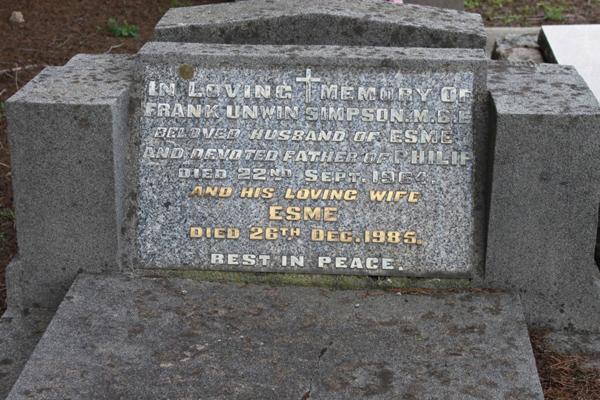 IN LOVING MEMORY OF
FRANK UNWIN SIMPSON. M.B.E
BELOVED HUSBAND OF ESME
AND DEVOTED FATHER OF PHILIP
DIED 22ND SEPT. 1964.
AND HIS LOVING WIFE
ESME
DIED 26TH DEC. 1985.
REST IN PEACE.